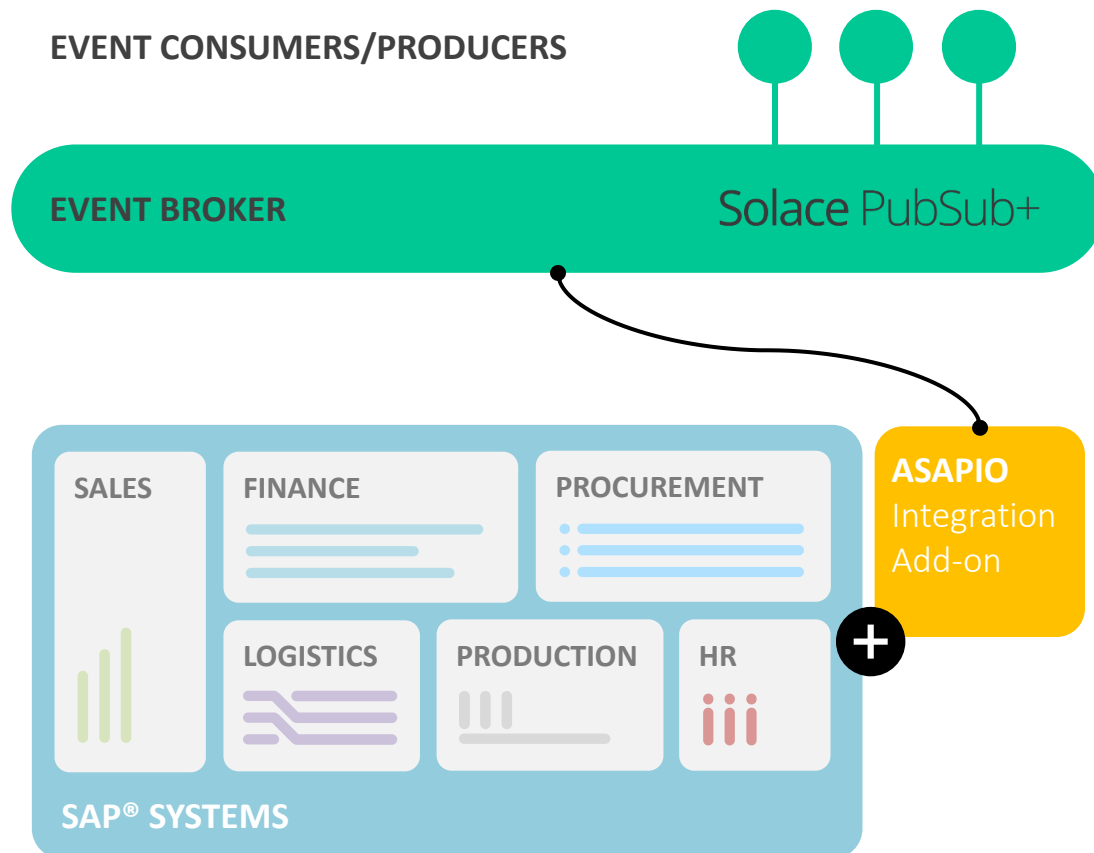 EVENT CONSUMERS/PRODUCERS
EVENT BROKER
Solace PubSub+
SALES
FINANCE
PROCUREMENT
ASAPIO
Integration
Add-on
LOGISTICS
PRODUCTION
HR
+
SAP® SYSTEMS